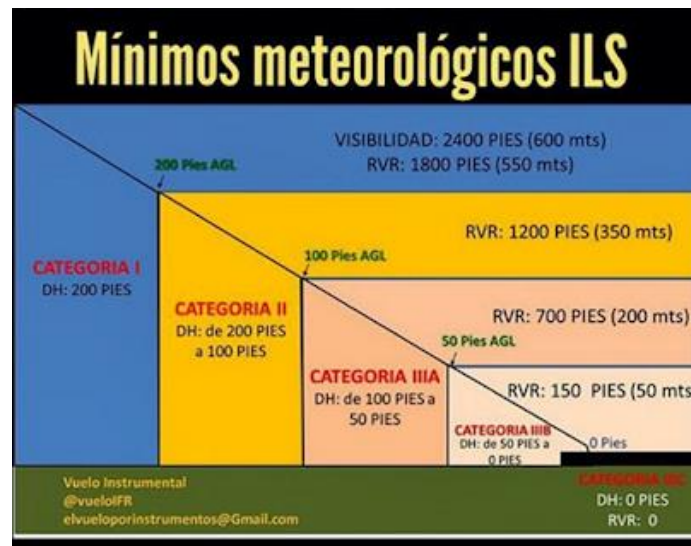 Mínimos meteorológicos ILS
VISIBILIDAD: 2400 PIES (600 mts)
RVR: 1800 PIES (550 mts)
200 Pies AGL
RVR: 1200 PIES (350 mts)
100 Pies AGL
CATEGORIA I
DH: 200 PIES
CATEGORIA II
DH: de 200 PIES
a 100 PIES
RVR: 700 PIES (200 mts)
50 Pies AGL
CATEGORIA IIIA
DH: de 100 PIES a
50 PIES
RVR: 150 PIES (50 mts
CATEGORIA IIIB
DH: de 50 PIES a
0 PIES
0 Pies
Vuelo Instrumental
@vueloIFR
elvueloporinstrumentos@Gmail.com
CATEGORIA IIIC
DH: 0 PIES
RVR: 0